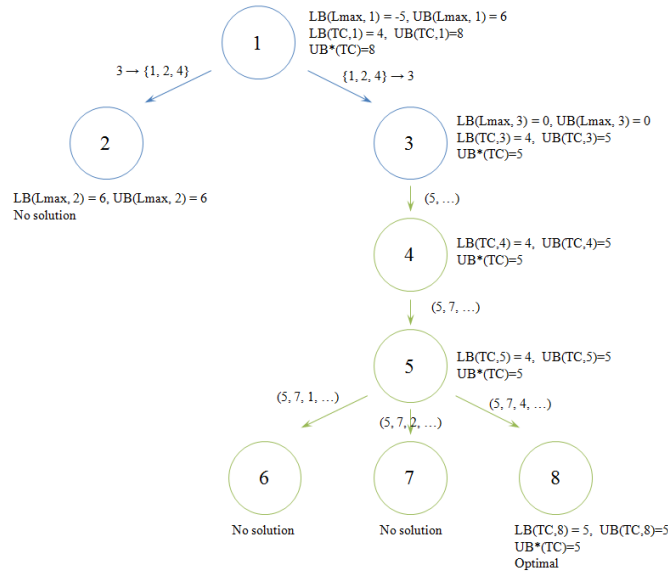 LB(Lmax, 1) = -5, UB(Lmax, 1) = 6
LB(TC,1) = 4, UB(TC,1)=8
UB*(TC)=8
1
3 → {1, 2, 4}
{1, 2, 4} → 3
2
3
LB(Lmax, 3) = 0, UB(Lmax, 3) = 0
LB(TC,3) = 4, UB(TC,3)=5
UB*(TC)=5
LB(Lmax, 2) = 6, UB(Lmax, 2) = 6
No solution
(5, ...)
4
LB(TC,4) = 4, UB(TC,4)=5
UB*(TC)=5
(5, 7, ...)
5
LB(TC,5) = 4, UB(TC,5)=5
UB*(TC)=5
(5, 7, 1, ...)
(5, 7, 2, ...)
(5, 7, 4, ...)
6
7
8
No solution
No solution
LB(TC,8) = 5, UB(TC,8)=5
UB*(TC)=5
Optimal